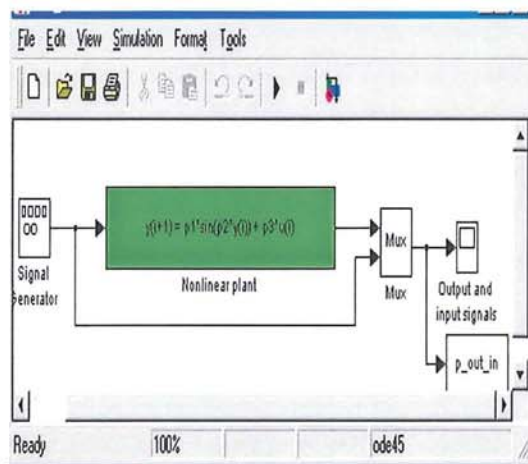 File Edit View Simulation Format Tools
y(i+1) = p1*sin(p2*y(i)) + p3*u(i)
Signal
Generator
Nonlinear plant
Mux
Mux
Output and
input signals
p_out_in
Ready 100% ode45